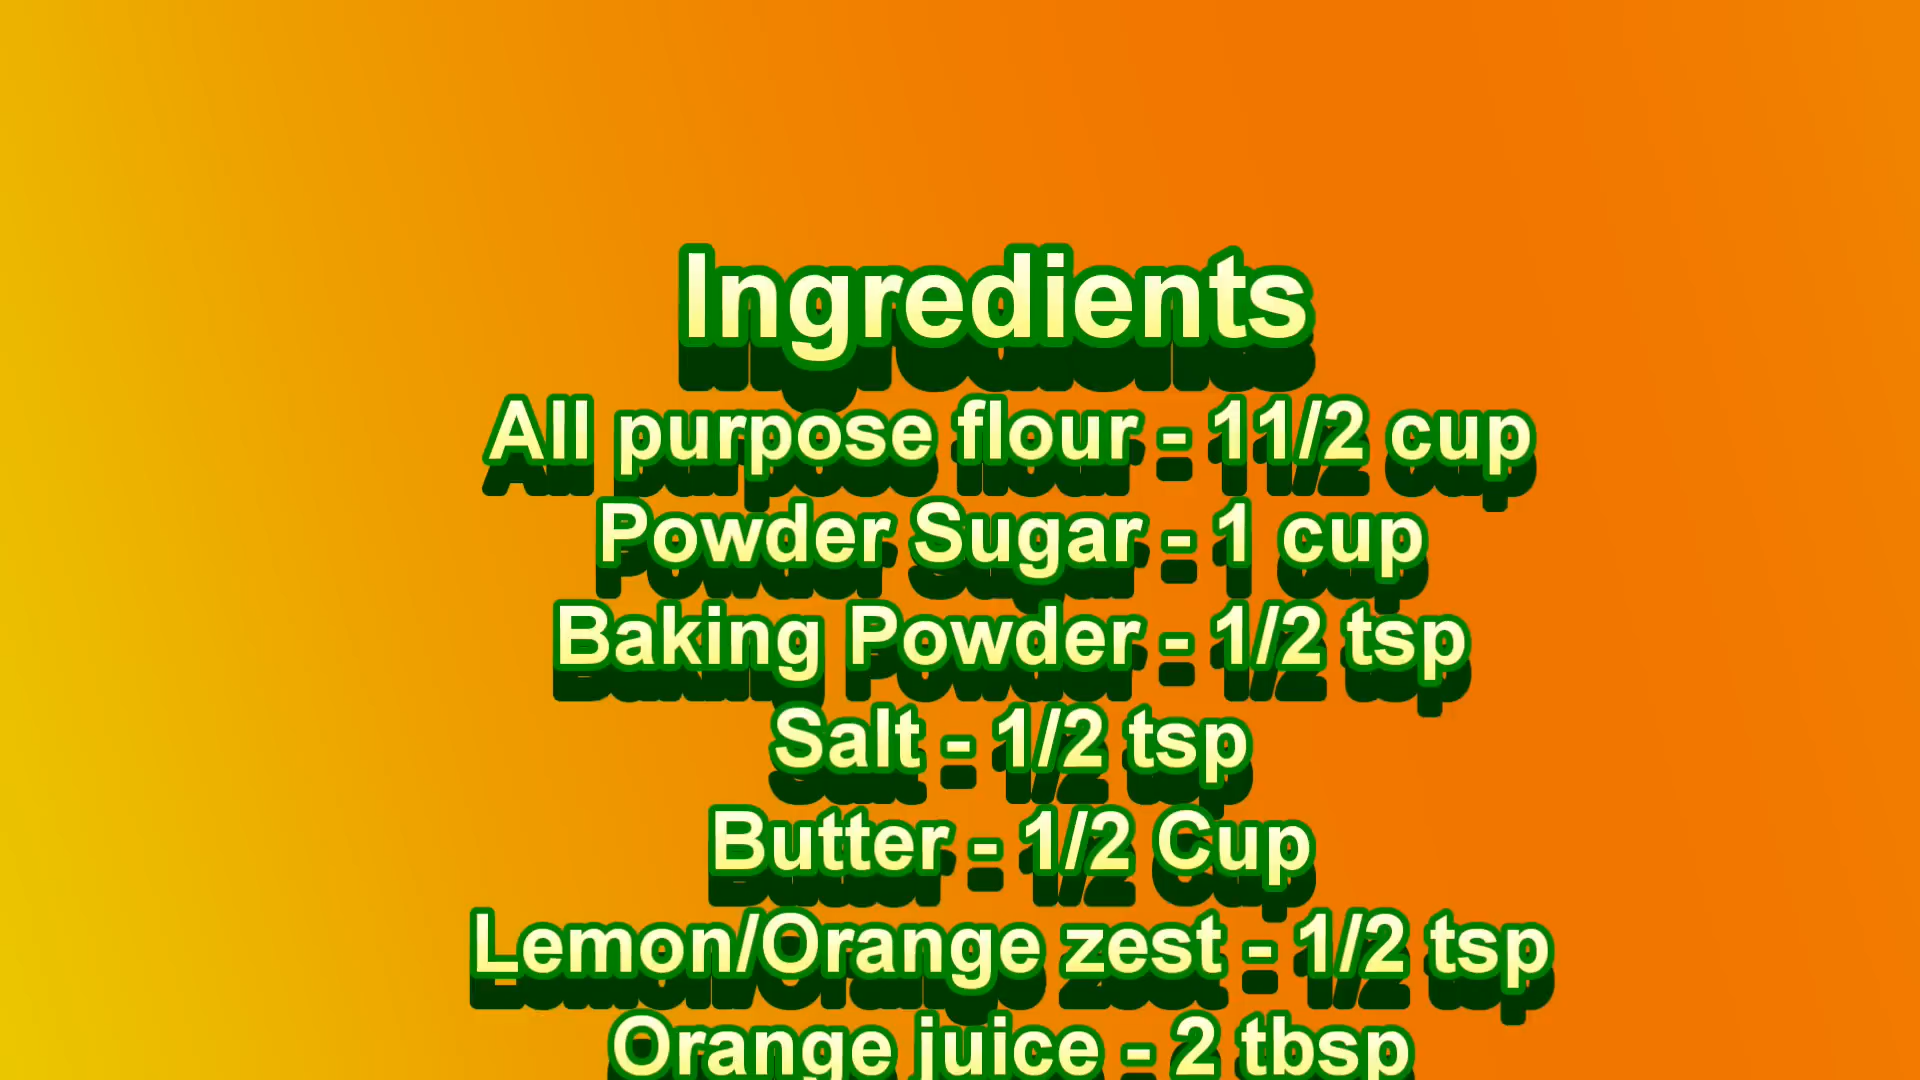 Ingredients
All purpose flour - 11/2 cup
Powder Sugar - 1 cup
Baking Powder - 1/2 tsp
Salt - 1/2 tsp
Butter - 1/2 Cup
Lemon/Orange zest - 1/2 tsp
Orange juice - 2 tbsp